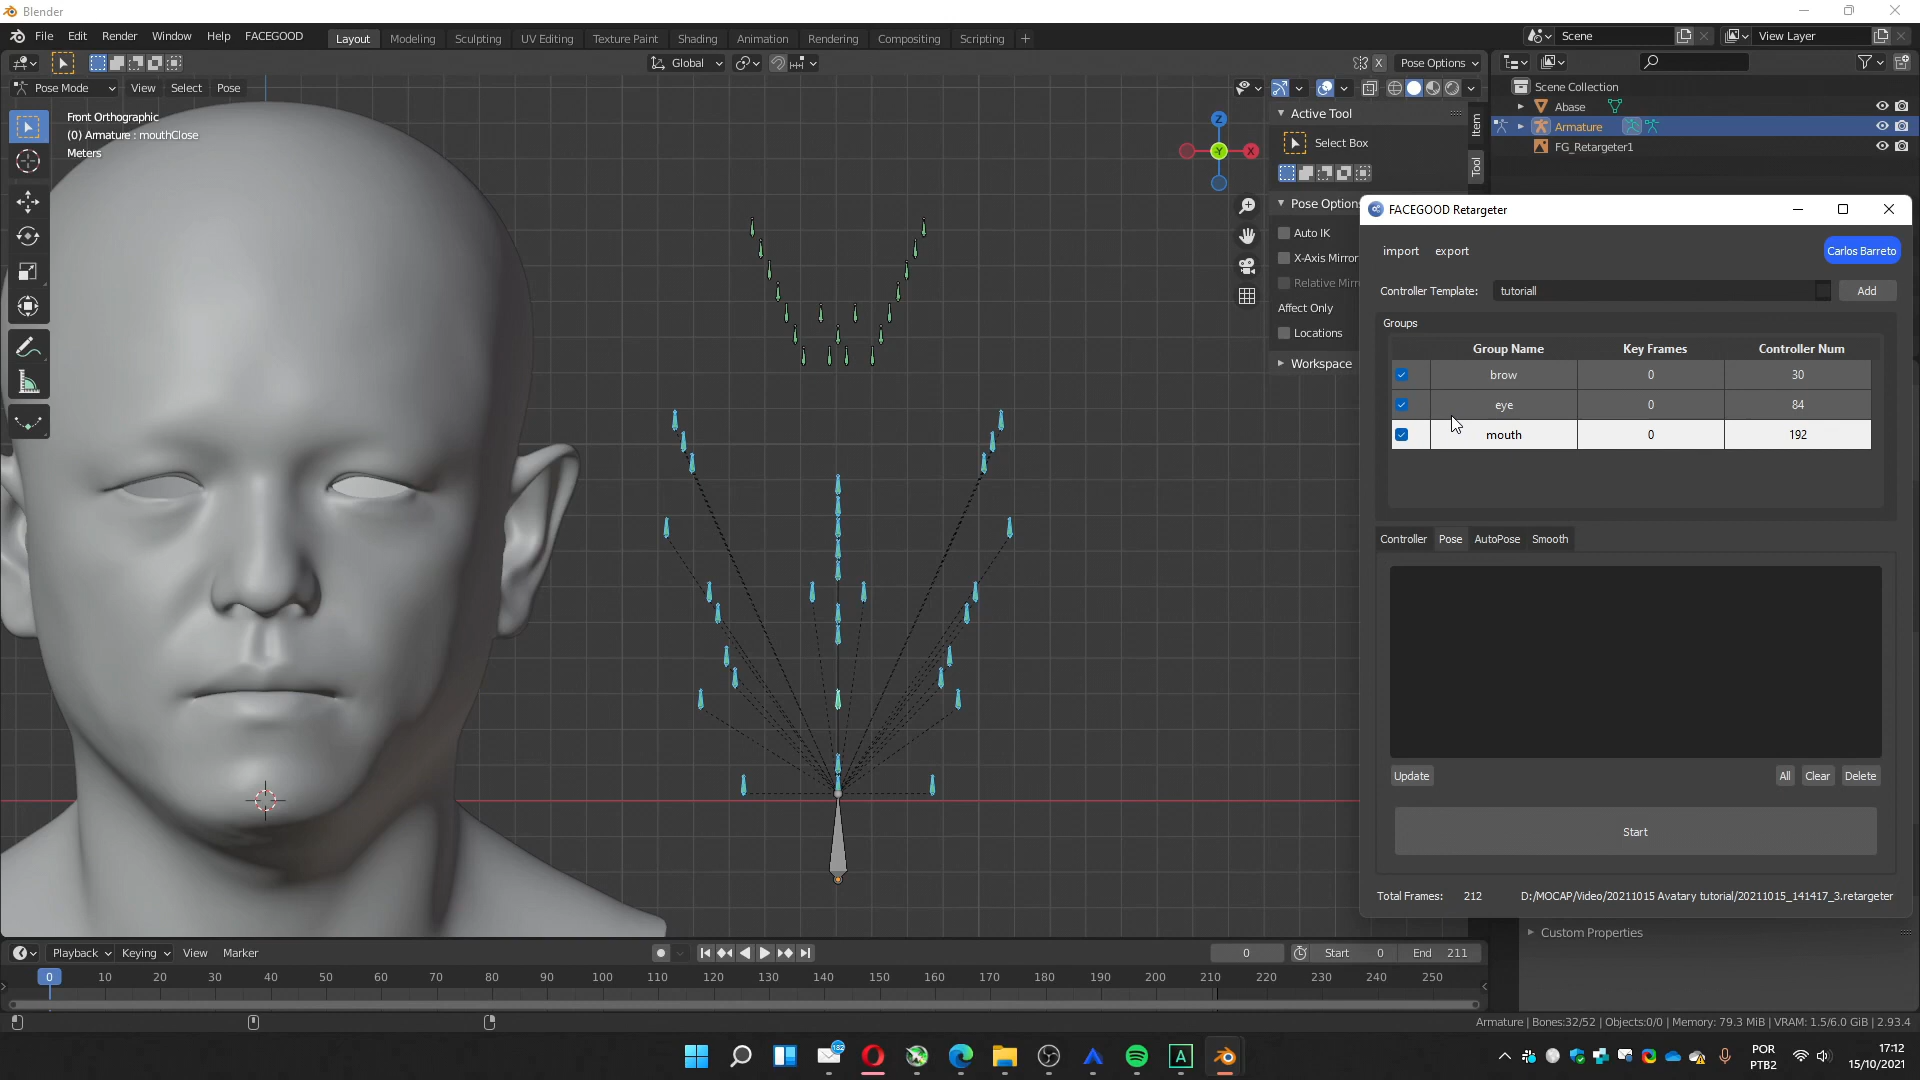 Blender
File Edit Render Window Help FACEGOOD
Layout Modeling Sculpting UV Editing Texture Paint Shading Animation Rendering Compositing Scripting +
Scene
View Layer
Global
X
Pose Options
Pose Mode View Select Pose
Front Orthographic
(0) Armature : mouthClose
Meters
Z
Y
X
Active Tool
Select Box
Pose Options
Auto IK
X-Axis Mirror
Relative Mirr
Affect Only
Locations
Workspace
Item
Tool
Scene Collection
Abase
Armature
FG_Retargeter1
FACEGOOD Retargeter
import export
Carlos Barreto
Controller Template: tutorial1 Add
Groups
Group Name Key Frames Controller Num
brow 0 30
eye 0 84
mouth 0 192
Controller Pose AutoPose Smooth
Update All Clear Delete
Start
Total Frames: 212 D:/MOCAP/Video/20211015 Avatary tutorial/20211015_141417_3.retargeter
Custom Properties
Playback Keying View Marker
0 Start 0 End 211
0 10 20 30 40 50 60 70 80 90 100 110 120 130 140 150 160 170 180 190 200 210 220 230 240 250
Armature | Bones:32/52 | Objects:0/0 | Memory: 79.3 MiB | VRAM: 1.5/6.0 GiB | 2.93.4
132
A
POR
PTB2
17:12
15/10/2021